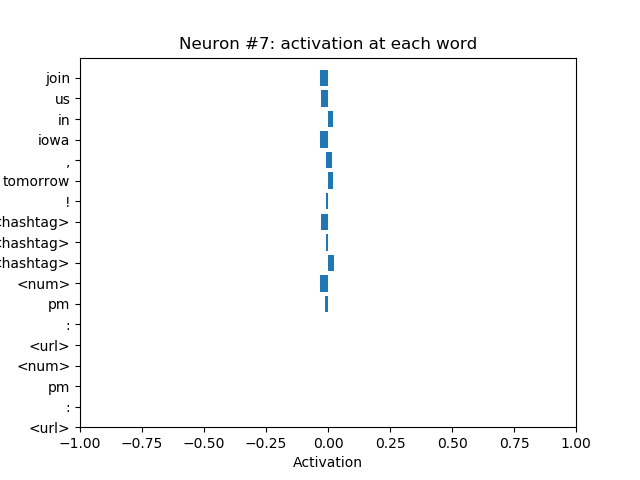 Neuron #7: activation at each word
join
us
in
iowa
,
tomorrow
!
<hashtag>
<hashtag>
<hashtag>
<num>
pm
:
<url>
<num>
pm
:
<url>
−1.00 −0.75 −0.50 −0.25 0.00 0.25 0.50 0.75 1.00
Activation